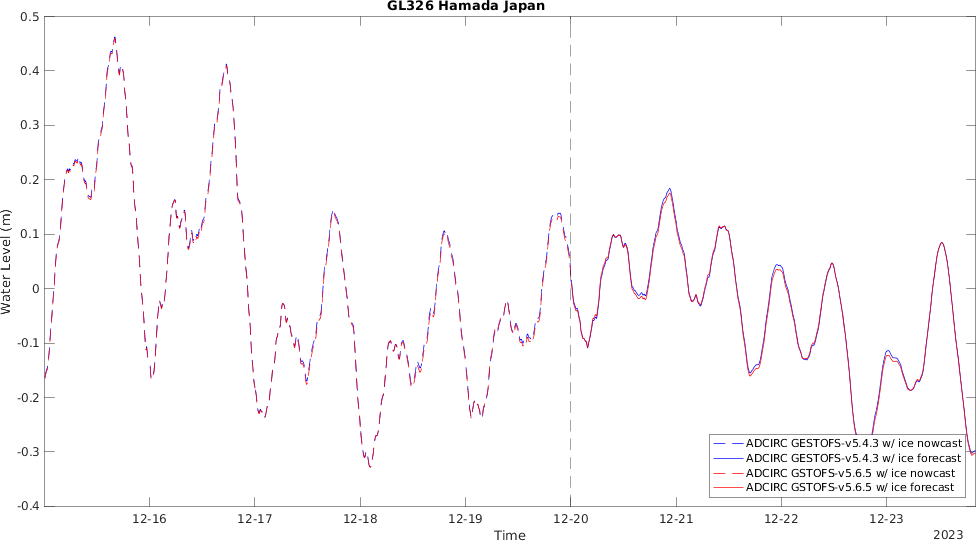 GL326 Hamada Japan
0.5
0.4
0.3
0.2
0.1
0
-0.1
-0.2
-0.3
-0.4
Water Level (m)
ADCIRC GESTOFS-v5.4.3 w/ ice nowcast
ADCIRC GESTOFS-v5.4.3 w/ ice forecast
ADCIRC GSTOFS-v5.6.5 w/ ice nowcast
ADCIRC GSTOFS-v5.6.5 w/ ice forecast
12-16 12-17 12-18 12-19 12-20 12-21 12-22 12-23
Time
2023